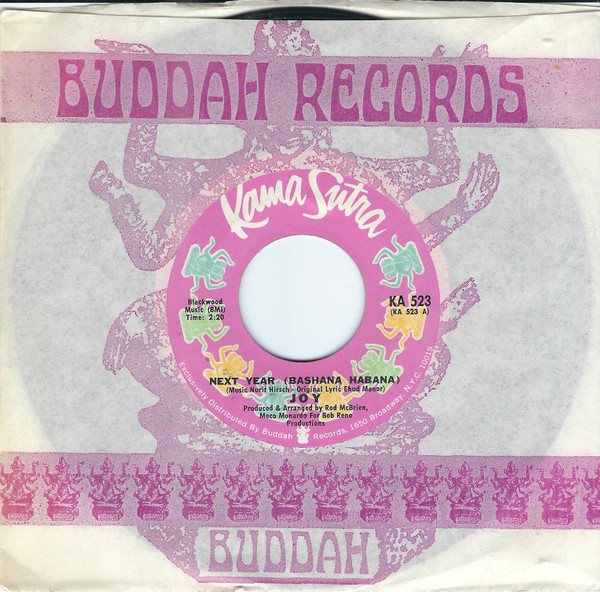 BUDDAH RECORDS
Kama Sutra
Blackwood
Music (BMI)
Time: 2:20
KA 523
(KA 523 A)
NEXT YEAR (BASHANA HABANA)
(Music Nurit Hirsch - Original Lyric Ehud Manor)
JOY
Produced & Arranged by Rod McBrien,
Meco Monardo For Bob Reno
Productions
Exclusively Distributed By Buddah Records, 1650 Broadway, N.Y.C. 10019
BUDDAH